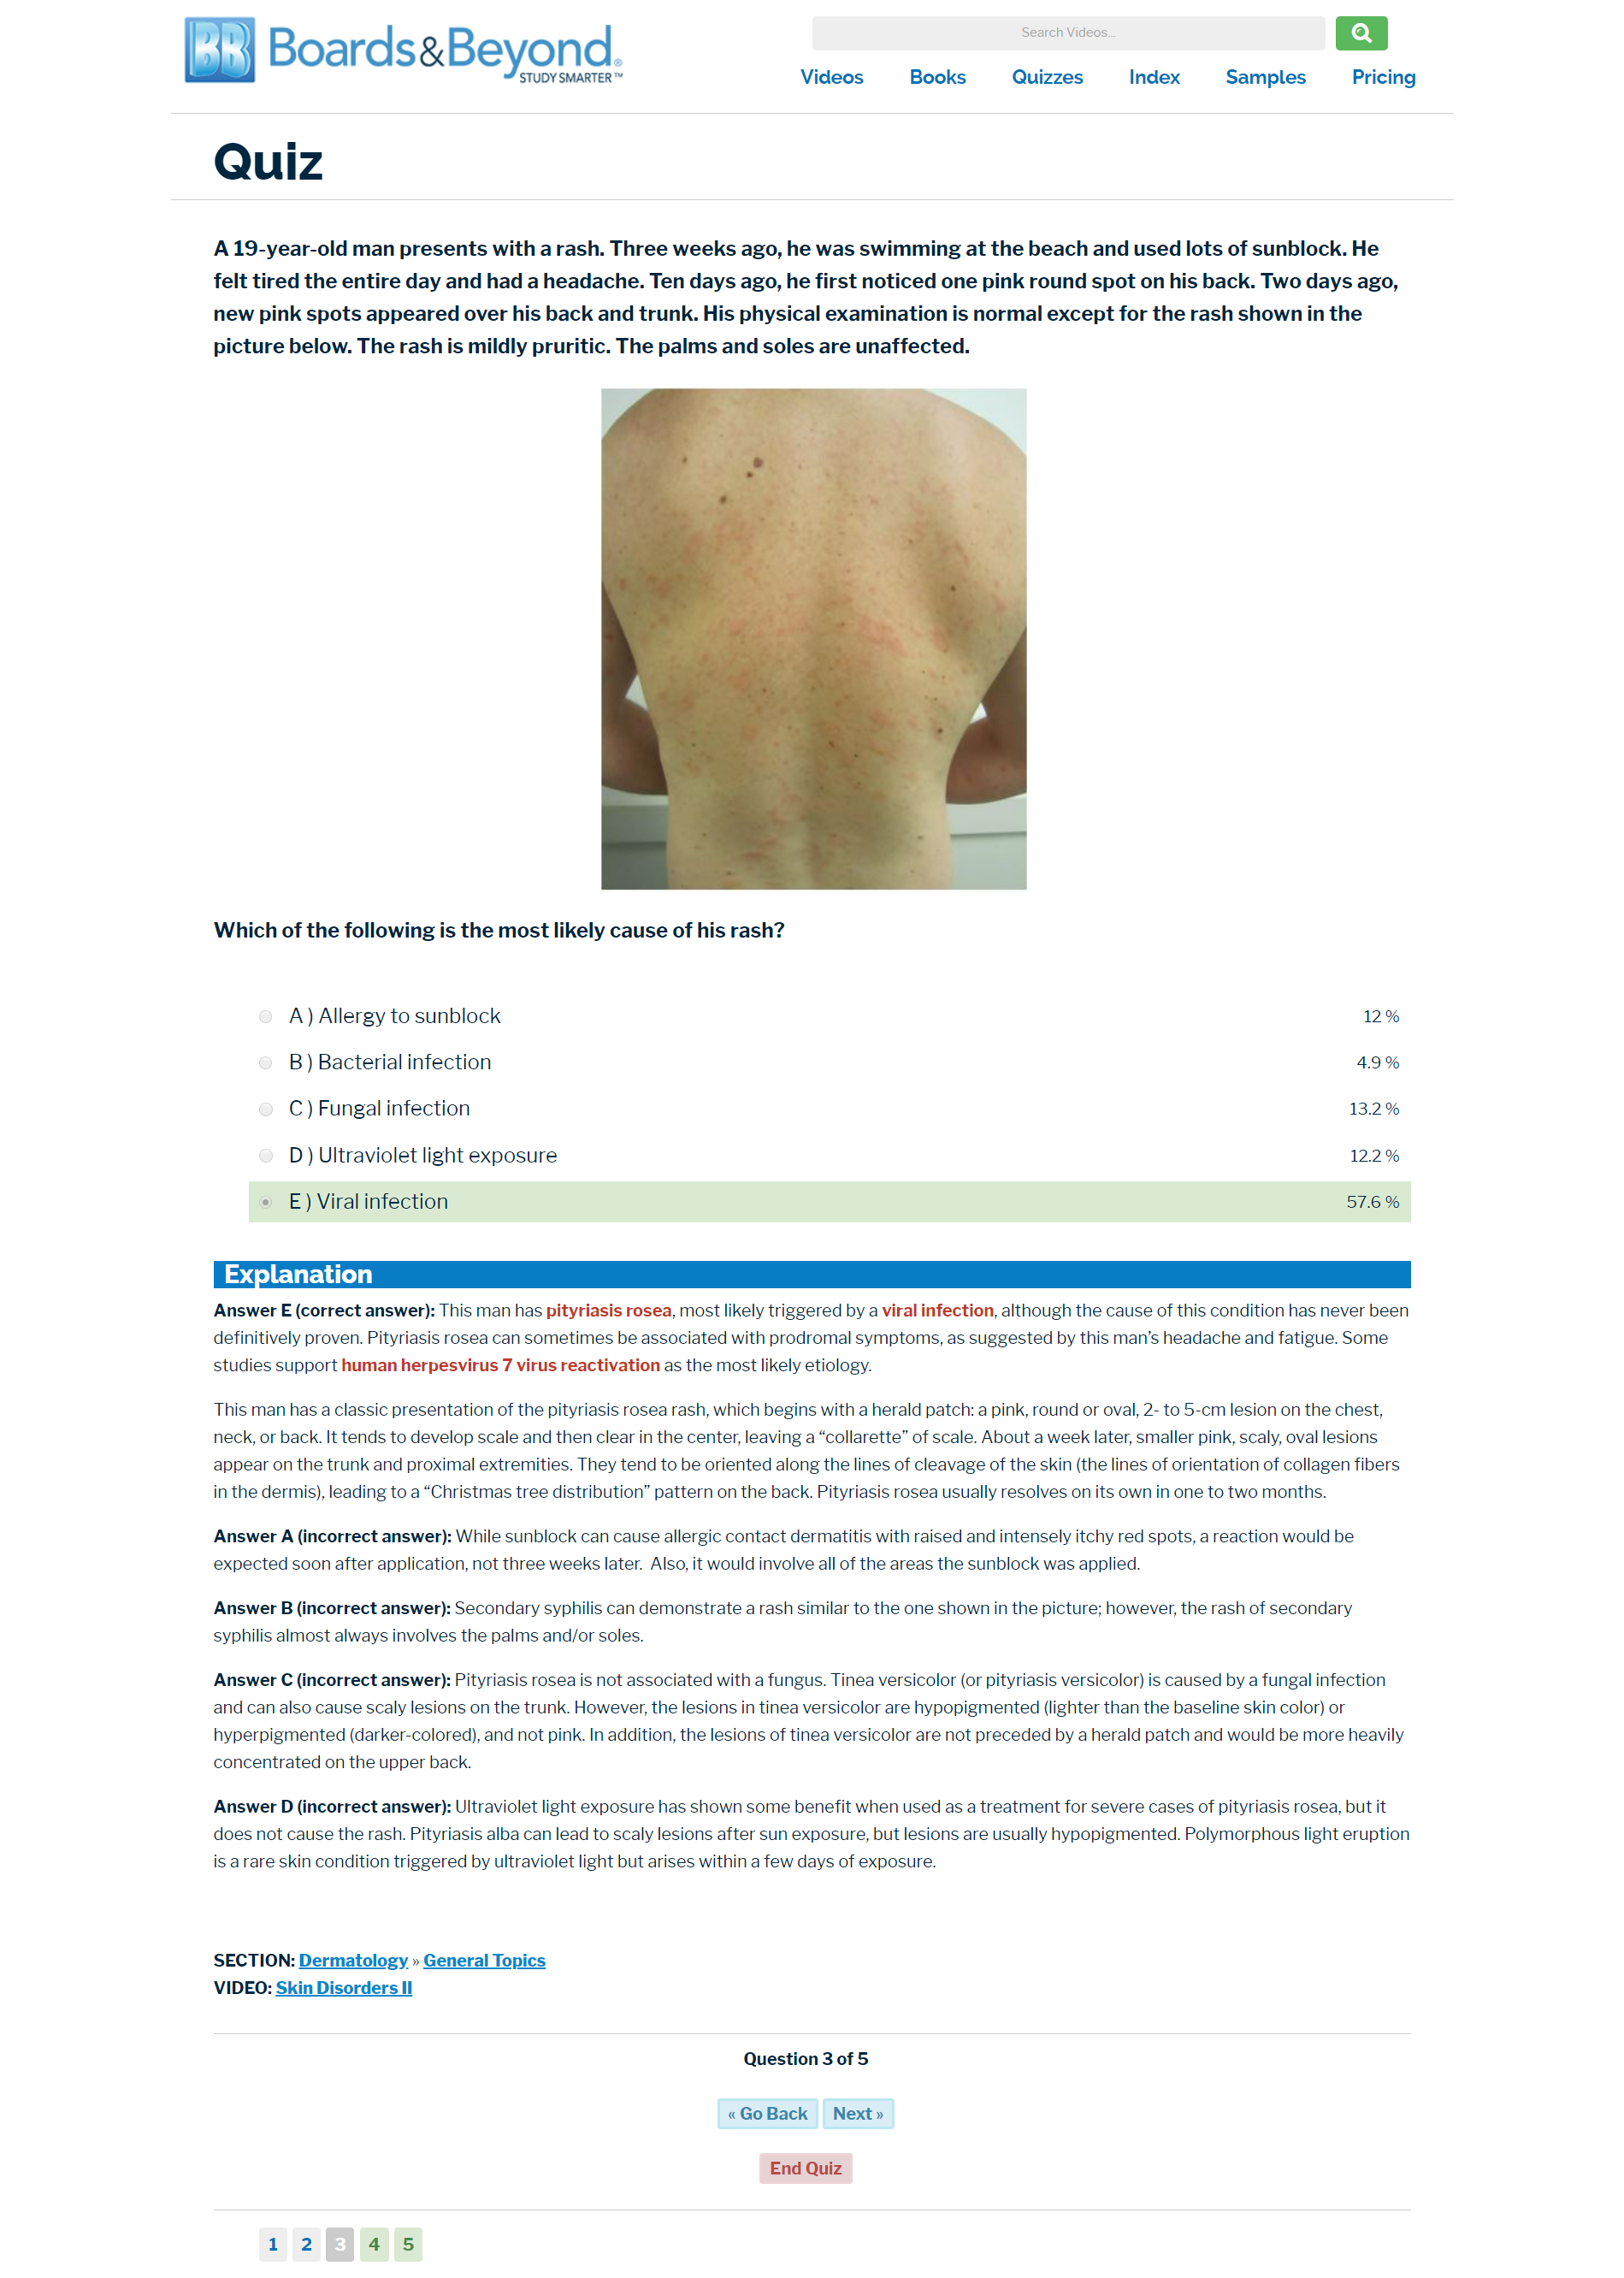 BB Boards&Beyond®
STUDY SMARTER™
Search Videos...
Videos Books Quizzes Index Samples Pricing
Quiz
A 19-year-old man presents with a rash. Three weeks ago, he was swimming at the beach and used lots of sunblock. He
felt tired the entire day and had a headache. Ten days ago, he first noticed one pink round spot on his back. Two days ago,
new pink spots appeared over his back and trunk. His physical examination is normal except for the rash shown in the
picture below. The rash is mildly pruritic. The palms and soles are unaffected.
Which of the following is the most likely cause of his rash?
A ) Allergy to sunblock 12 %
B ) Bacterial infection 4.9 %
C ) Fungal infection 13.2 %
D ) Ultraviolet light exposure 12.2 %
E ) Viral infection 57.6 %
Explanation
Answer E (correct answer): This man has pityriasis rosea, most likely triggered by a viral infection, although the cause of this condition has never been
definitively proven. Pityriasis rosea can sometimes be associated with prodromal symptoms, as suggested by this man’s headache and fatigue. Some
studies support human herpesvirus 7 virus reactivation as the most likely etiology.
This man has a classic presentation of the pityriasis rosea rash, which begins with a herald patch: a pink, round or oval, 2- to 5-cm lesion on the chest,
neck, or back. It tends to develop scale and then clear in the center, leaving a “collarette” of scale. About a week later, smaller pink, scaly, oval lesions
appear on the trunk and proximal extremities. They tend to be oriented along the lines of cleavage of the skin (the lines of orientation of collagen fibers
in the dermis), leading to a “Christmas tree distribution” pattern on the back. Pityriasis rosea usually resolves on its own in one to two months.
Answer A (incorrect answer): While sunblock can cause allergic contact dermatitis with raised and intensely itchy red spots, a reaction would be
expected soon after application, not three weeks later. Also, it would involve all of the areas the sunblock was applied.
Answer B (incorrect answer): Secondary syphilis can demonstrate a rash similar to the one shown in the picture; however, the rash of secondary
syphilis almost always involves the palms and/or soles.
Answer C (incorrect answer): Pityriasis rosea is not associated with a fungus. Tinea versicolor (or pityriasis versicolor) is caused by a fungal infection
and can also cause scaly lesions on the trunk. However, the lesions in tinea versicolor are hypopigmented (lighter than the baseline skin color) or
hyperpigmented (darker-colored), and not pink. In addition, the lesions of tinea versicolor are not preceded by a herald patch and would be more heavily
concentrated on the upper back.
Answer D (incorrect answer): Ultraviolet light exposure has shown some benefit when used as a treatment for severe cases of pityriasis rosea, but it
does not cause the rash. Pityriasis alba can lead to scaly lesions after sun exposure, but lesions are usually hypopigmented. Polymorphous light eruption
is a rare skin condition triggered by ultraviolet light but arises within a few days of exposure.
SECTION: Dermatology » General Topics
VIDEO: Skin Disorders II
Question 3 of 5
« Go Back Next »
End Quiz
1 2 3 4 5